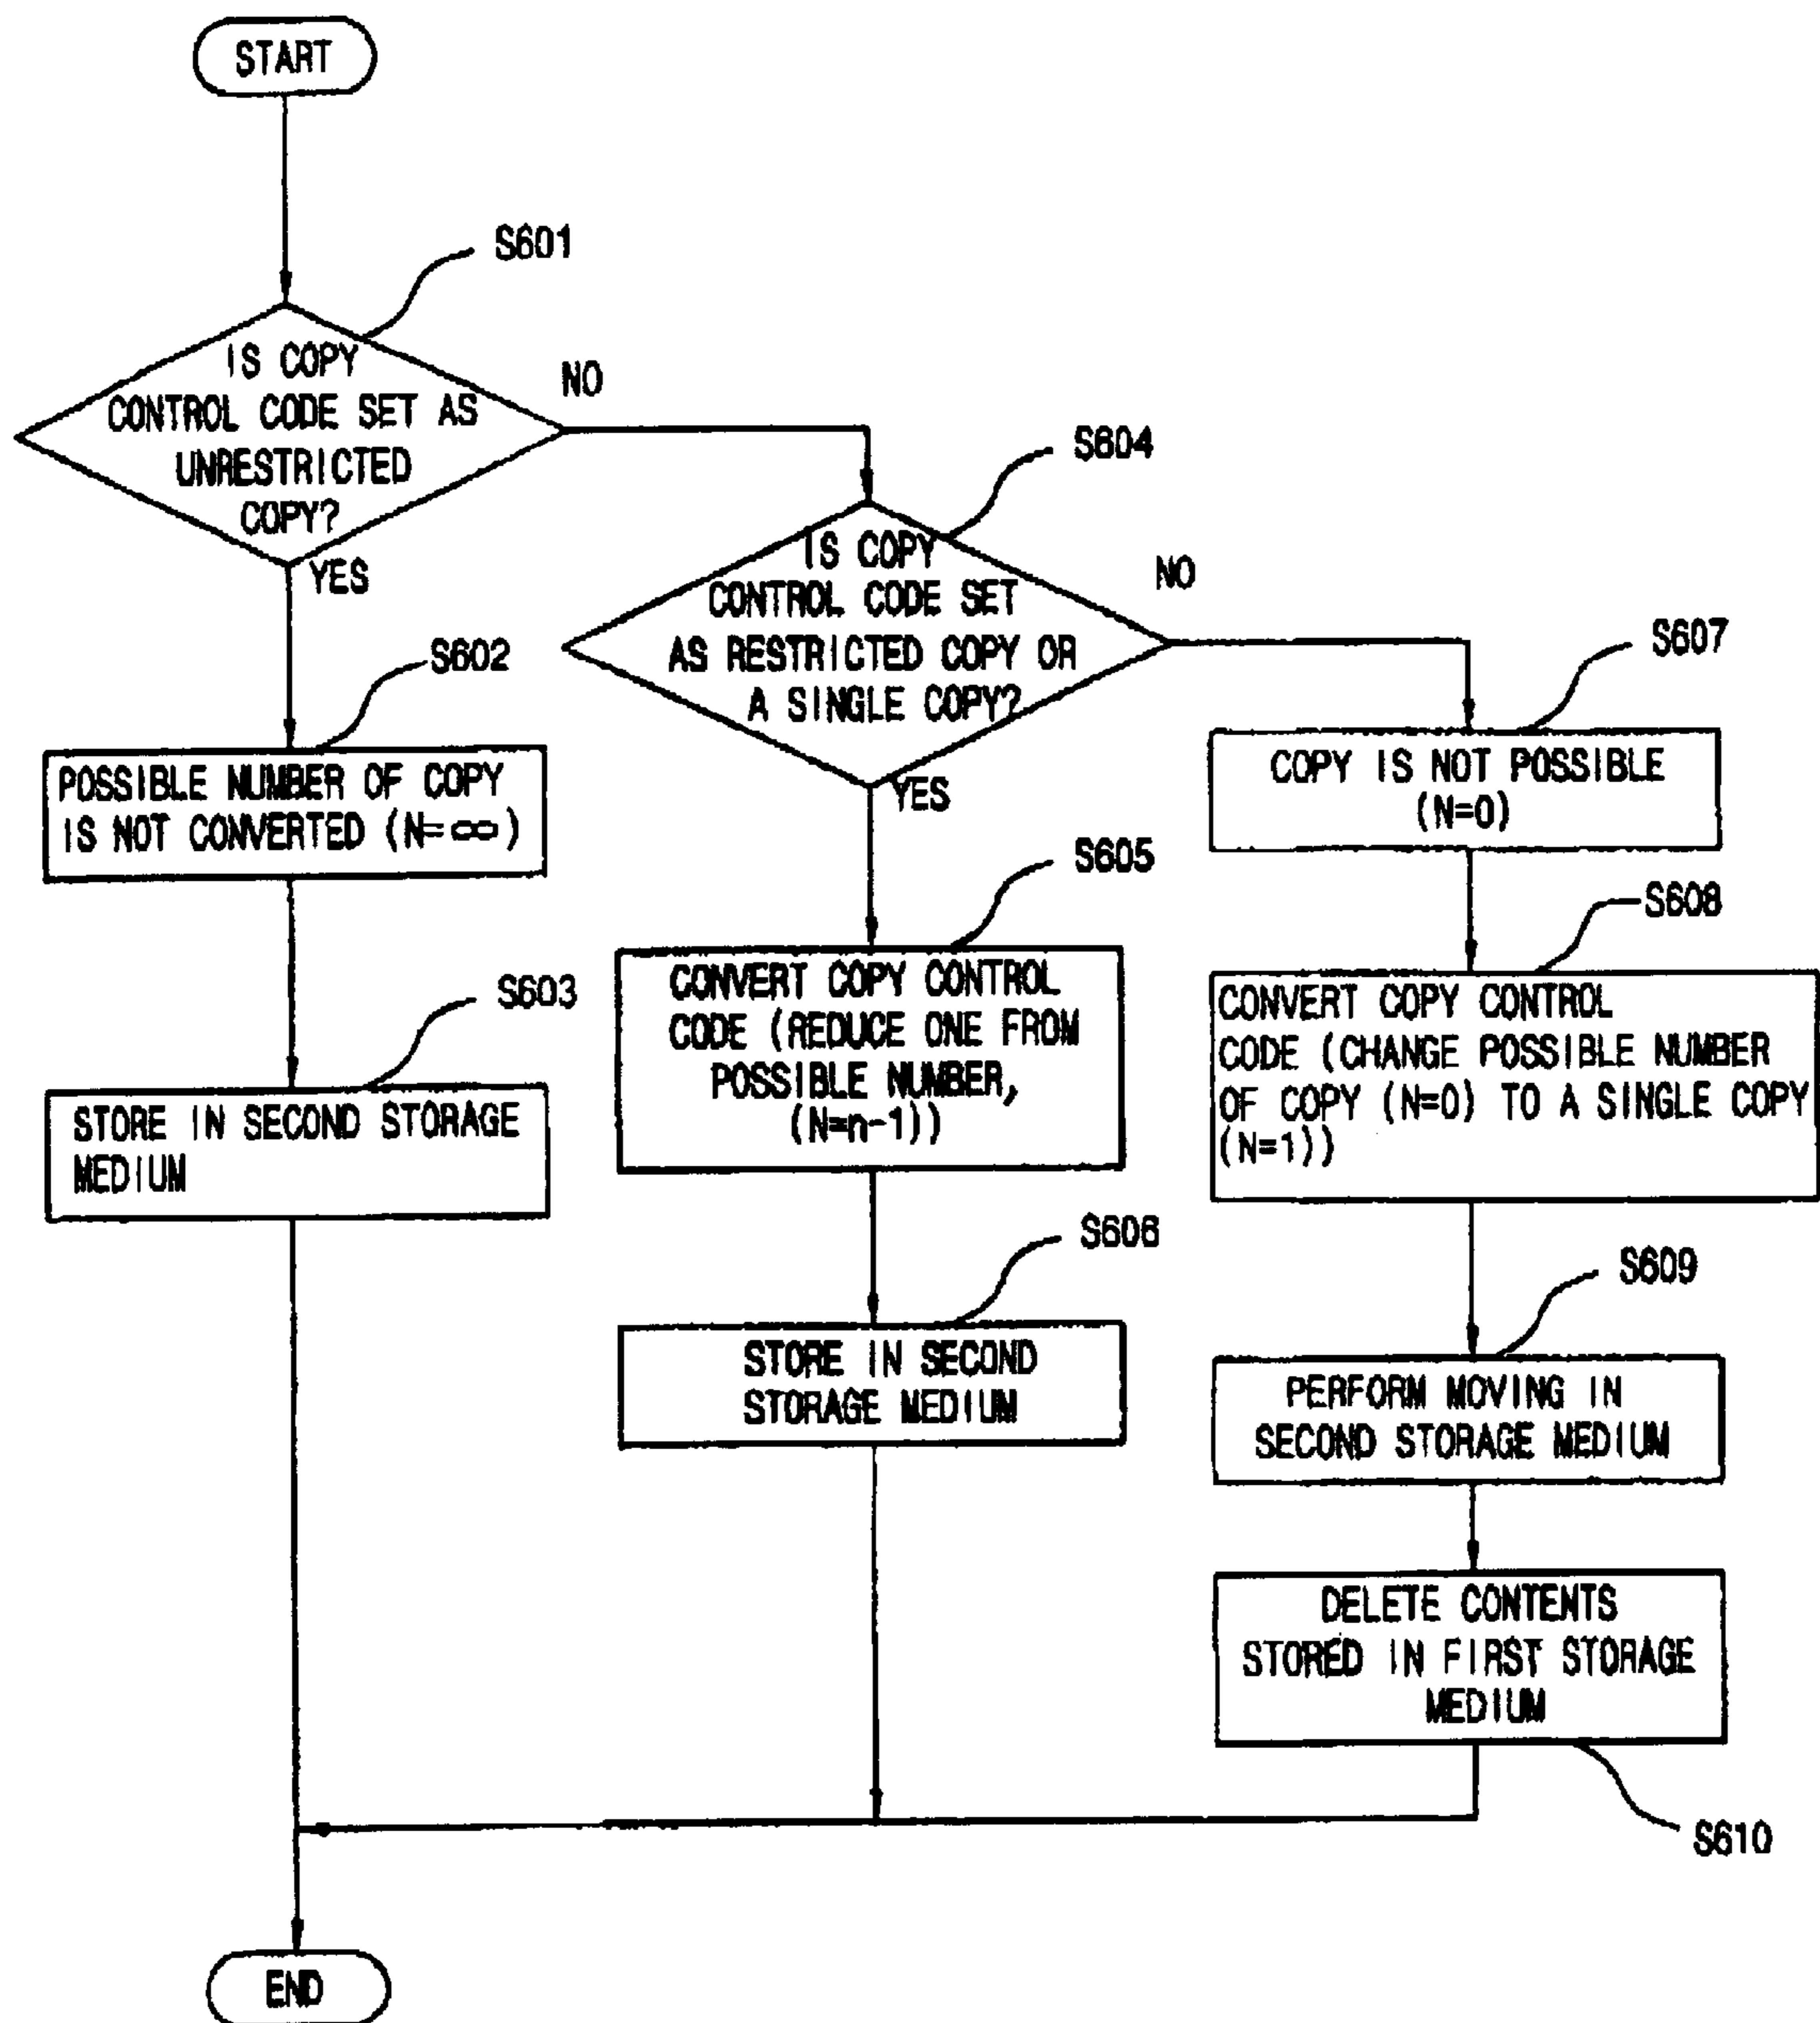 START
S601
IS COPY
CONTROL CODE SET AS
UNRESTRICTED
COPY?
NO
YES
S604
IS COPY
CONTROL CODE SET
AS RESTRICTED COPY OR
A SINGLE COPY?
NO
YES
S602
POSSIBLE NUMBER OF COPY
IS NOT CONVERTED (N=∞)
S603
STORE IN SECOND STORAGE
MEDIUM
S605
CONVERT COPY CONTROL
CODE (REDUCE ONE FROM
POSSIBLE NUMBER,
(N=n-1))
S606
STORE IN SECOND
STORAGE MEDIUM
S607
COPY IS NOT POSSIBLE
(N=0)
S608
CONVERT COPY CONTROL
CODE (CHANGE POSSIBLE NUMBER
OF COPY (N=0) TO A SINGLE COPY
(N=1))
S609
PERFORM MOVING IN
SECOND STORAGE MEDIUM
DELETE CONTENTS
STORED IN FIRST STORAGE
MEDIUM
S610
END